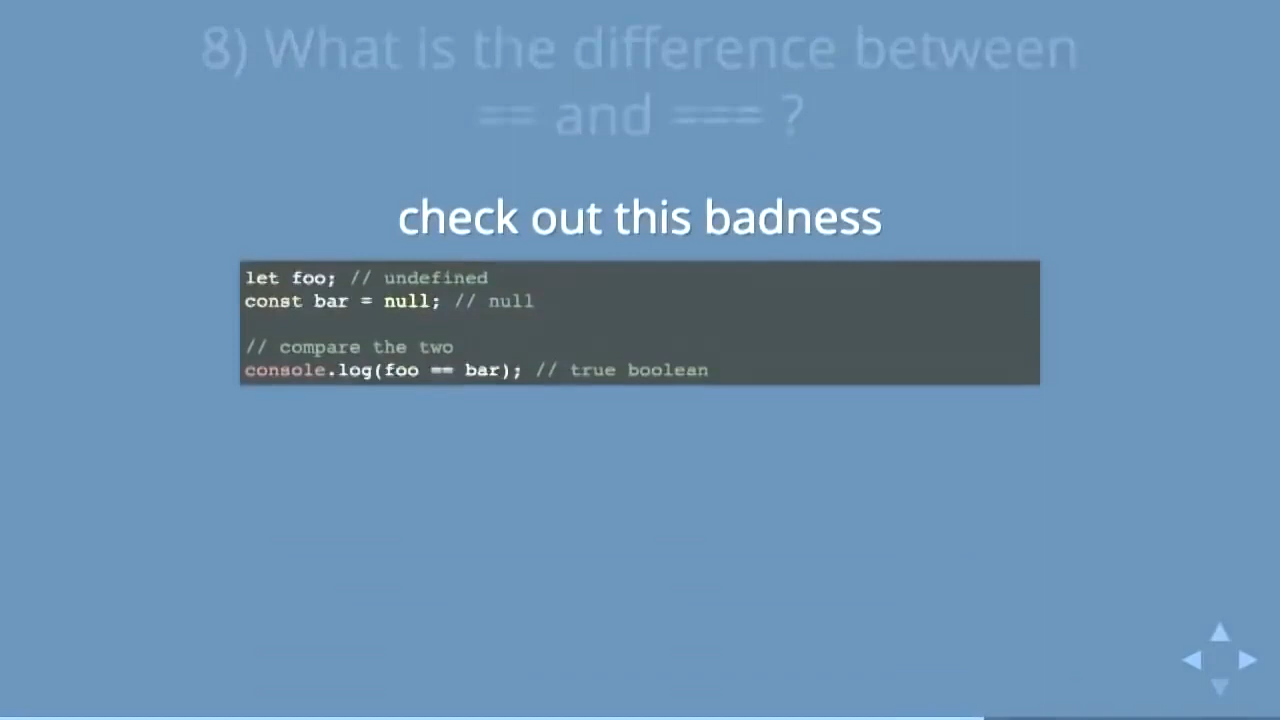 8) What is the difference between
== and === ?
check out this badness
let foo; // undefined
const bar = null; // null
// compare the two
console.log(foo == bar); // true boolean